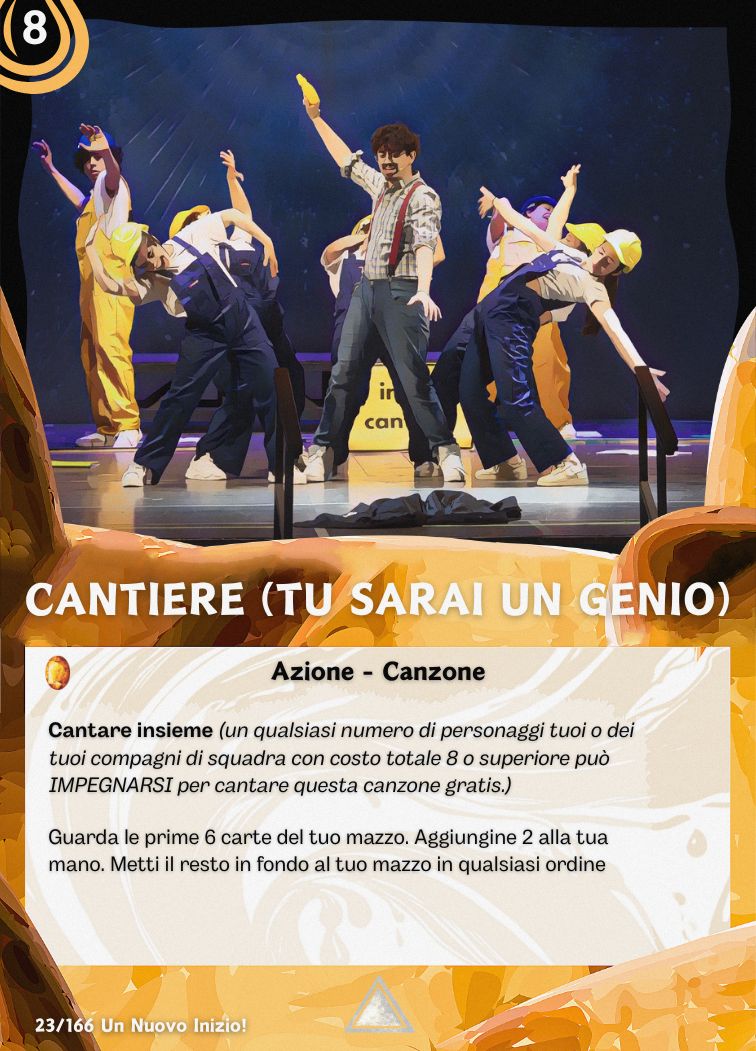 8
in
can
CANTIERE (TU SARAI UN GENIO)
Azione - Canzone
Cantare insieme (un qualsiasi numero di personaggi tuoi o dei
tuoi compagni di squadra con costo totale 8 o superiore può
IMPEGNARSI per cantare questa canzone gratis.)
Guarda le prime 6 carte del tuo mazzo. Aggiungine 2 alla tua
mano. Metti il resto in fondo al tuo mazzo in qualsiasi ordine
23/166 Un Nuovo Inizio!